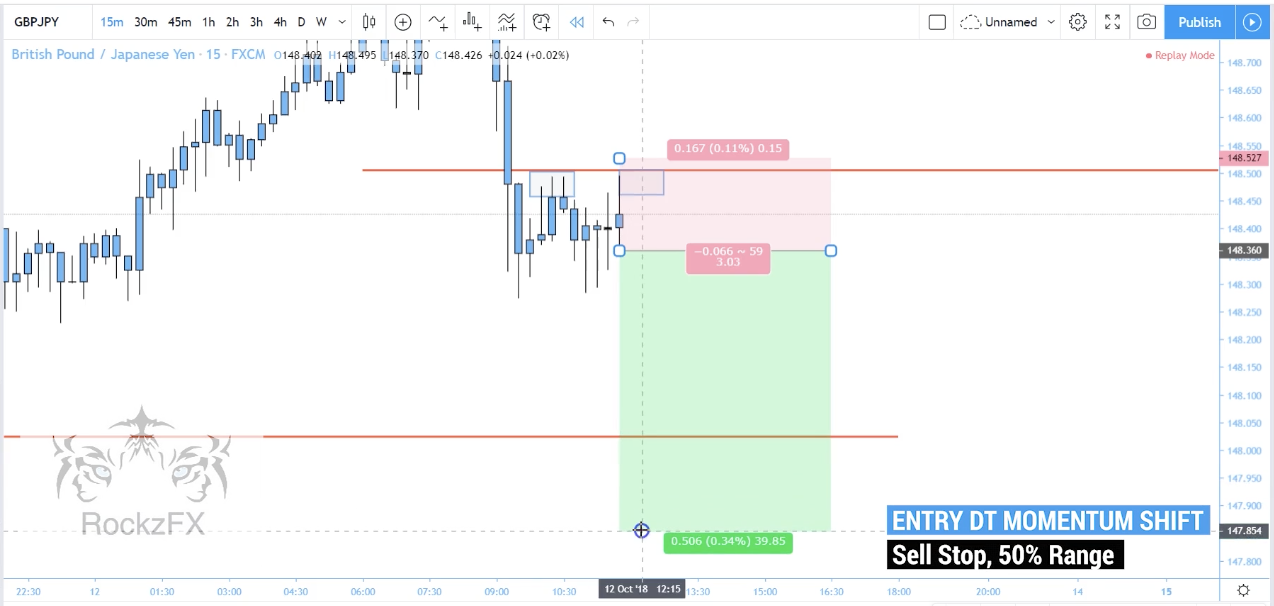 GBPJPY 15m 30m 45m 1h 2h 3h 4h D W Unnamed Publish
British Pound / Japanese Yen · 15 · FXCM O148.402 H148.495 L148.370 C148.426 +0.024 (+0.02%)
Replay Mode
148.700
148.650
148.600
148.550
0.167 (0.11%) 0.15
148.527
148.500
148.450
148.400
−0.066 ~ 59
3.03
148.360
148.300
148.250
148.200
148.150
148.100
148.050
148.000
147.950
147.900
RockzFX
ENTRY DT MOMENTUM SHIFT
147.854
0.506 (0.34%) 39.85
Sell Stop, 50% Range
147.800
22:30 12 01:30 03:00 04:30 06:00 07:30 09:00 10:30 12 Oct '18 12:15 13:30 15:00 16:30 18:00 20:00 14 15